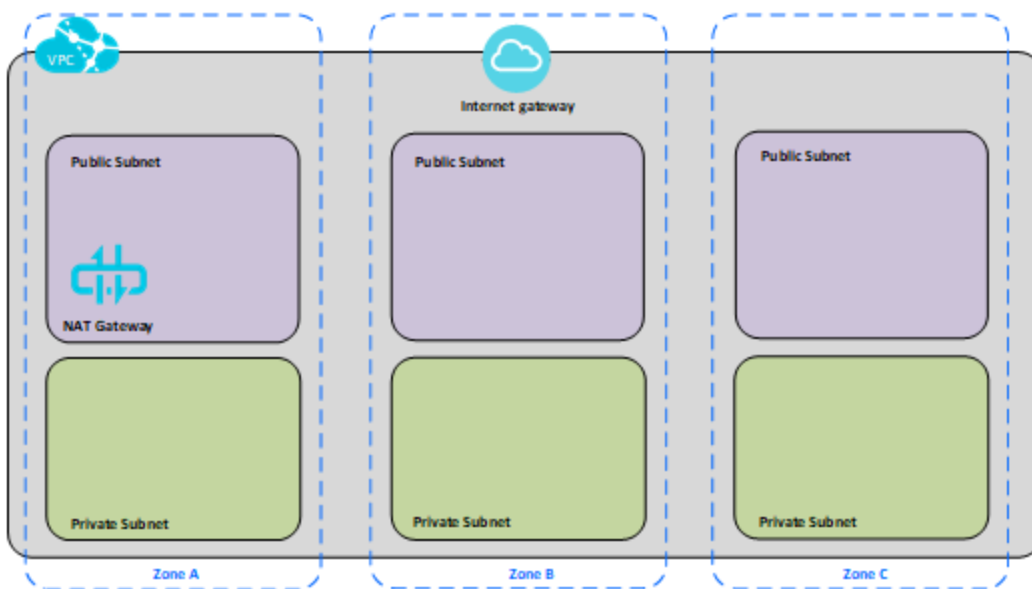 VPC
Internet gateway
Public Subnet
Public Subnet
Public Subnet
NAT Gateway
Private Subnet
Private Subnet
Private Subnet
Zone A
Zone B
Zone C